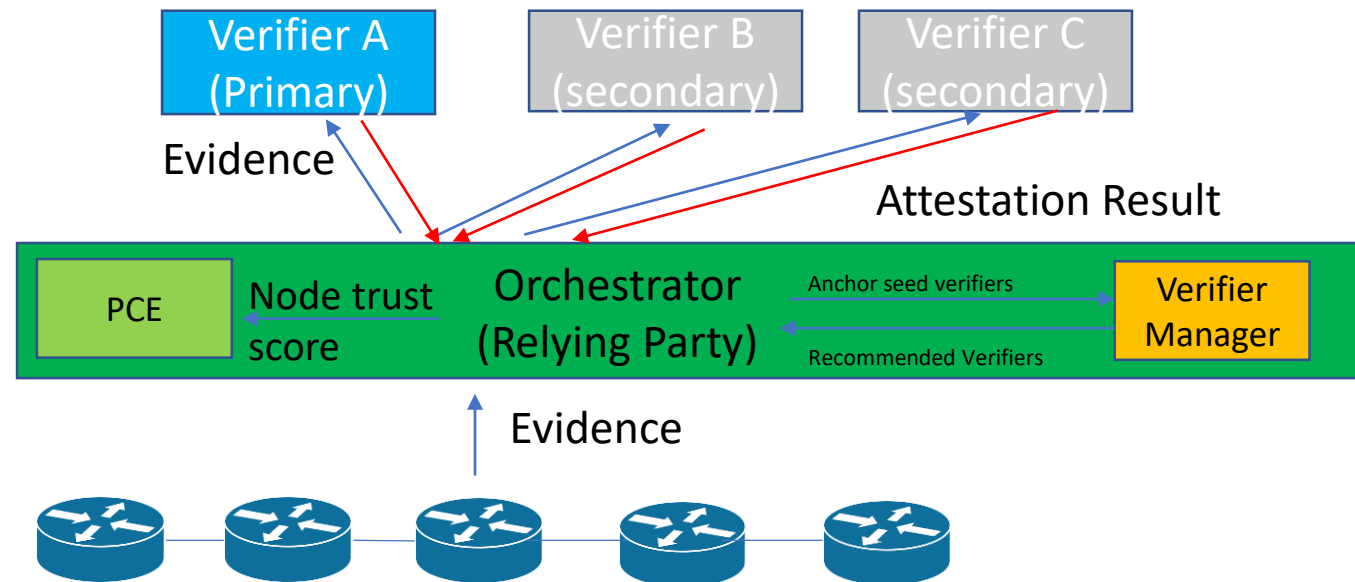 Verifier A
(Primary)
Verifier B
(secondary)
Verifier C
(secondary)
Evidence
Attestation Result
PCE
Node trust
score
Orchestrator
(Relying Party)
Anchor seed verifiers
Recommended Verifiers
Verifier
Manager
Evidence